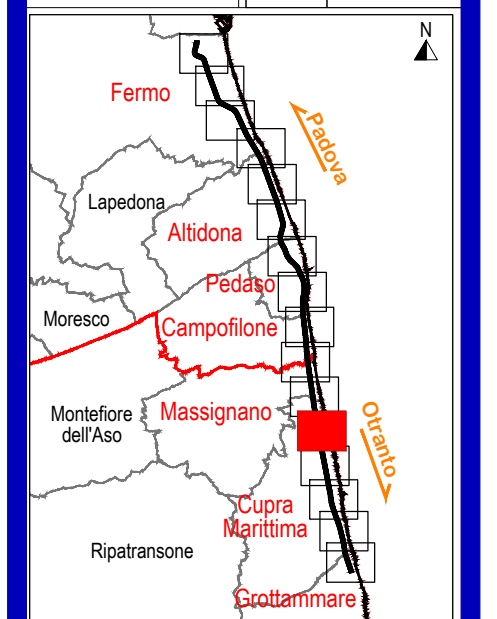 N
Fermo
Padova
Lapedona
Altidona
Pedaso
Moresco
Campofilone
Massignano
Montefiore
dell'Aso
Otranto
Cupra
Marittima
Ripatransone
Grottammare